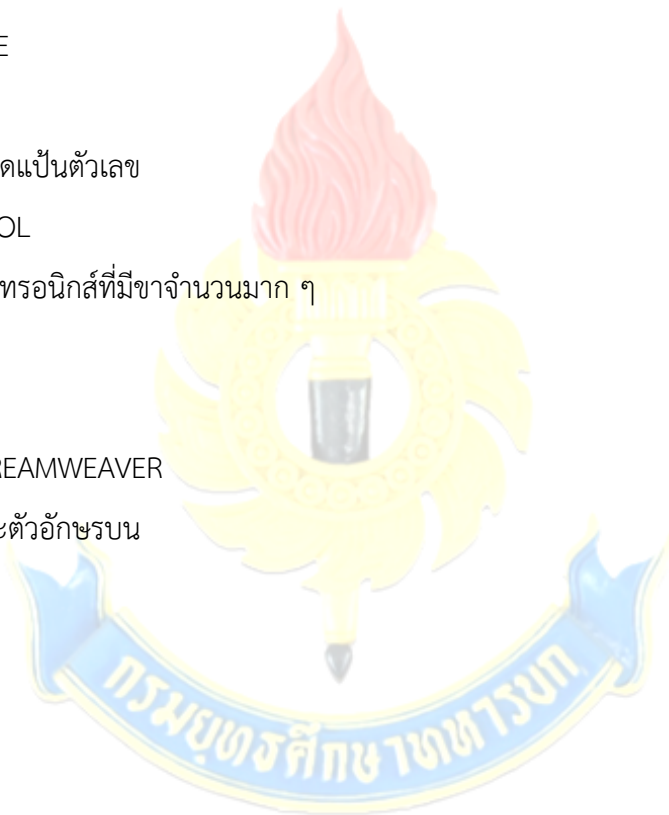 E
ดแป้นตัวเลข
OL
ทรอนิกส์ที่มีขาจำนวนมาก ๆ
REAMWEAVER
ะตัวอักษรบน
กรมยุทธศึกษาทหารบก